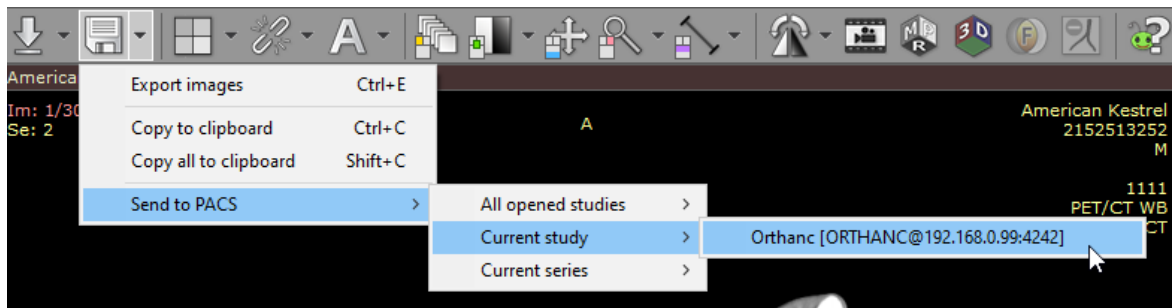 A
MP
R
3D
F
America
Export images Ctrl+E
Copy to clipboard Ctrl+C
Copy all to clipboard Shift+C
Send to PACS >
All opened studies >
Current study >
Current series >
Orthanc [ORTHANC@192.168.0.99:4242]
Im: 1/30
Se: 2
A
American Kestrel
2152513252
M
1111
PET/CT WB
CT